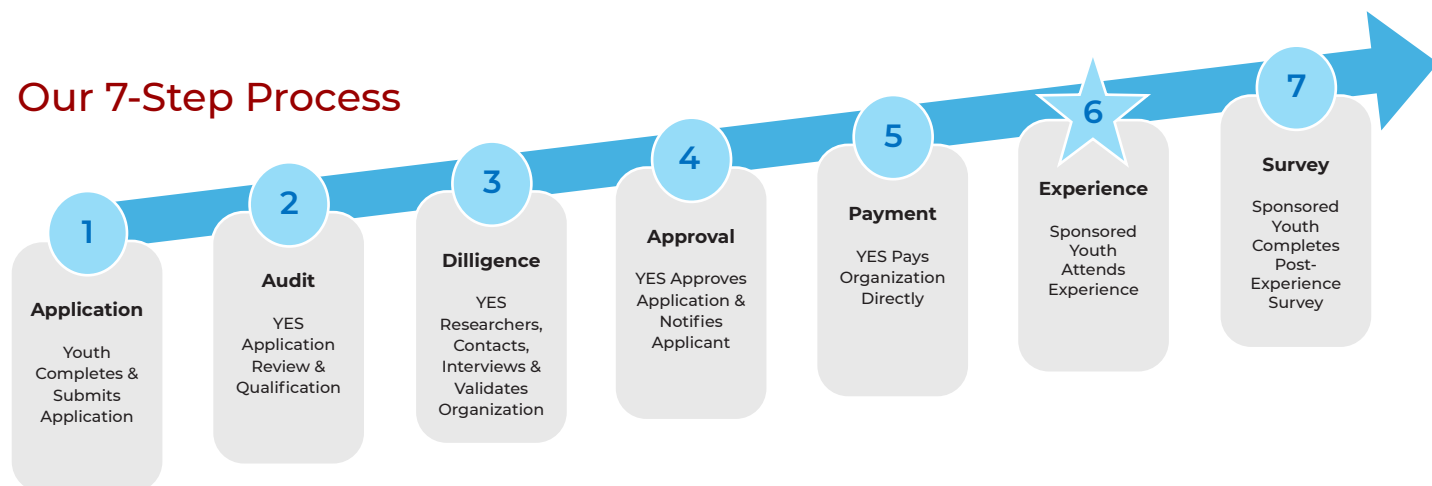 Our 7-Step Process
1
Application
Youth
Completes &
Submits
Application
2
Audit
YES
Application
Review &
Qualification
3
Dilligence
YES
Researchers,
Contacts,
Interviews &
Validates
Organization
4
Approval
YES Approves
Application &
Notifies
Applicant
5
Payment
YES Pays
Organization
Directly
6
Experience
Sponsored
Youth
Attends
Experience
7
Survey
Sponsored
Youth
Completes
Post-
Experience
Survey